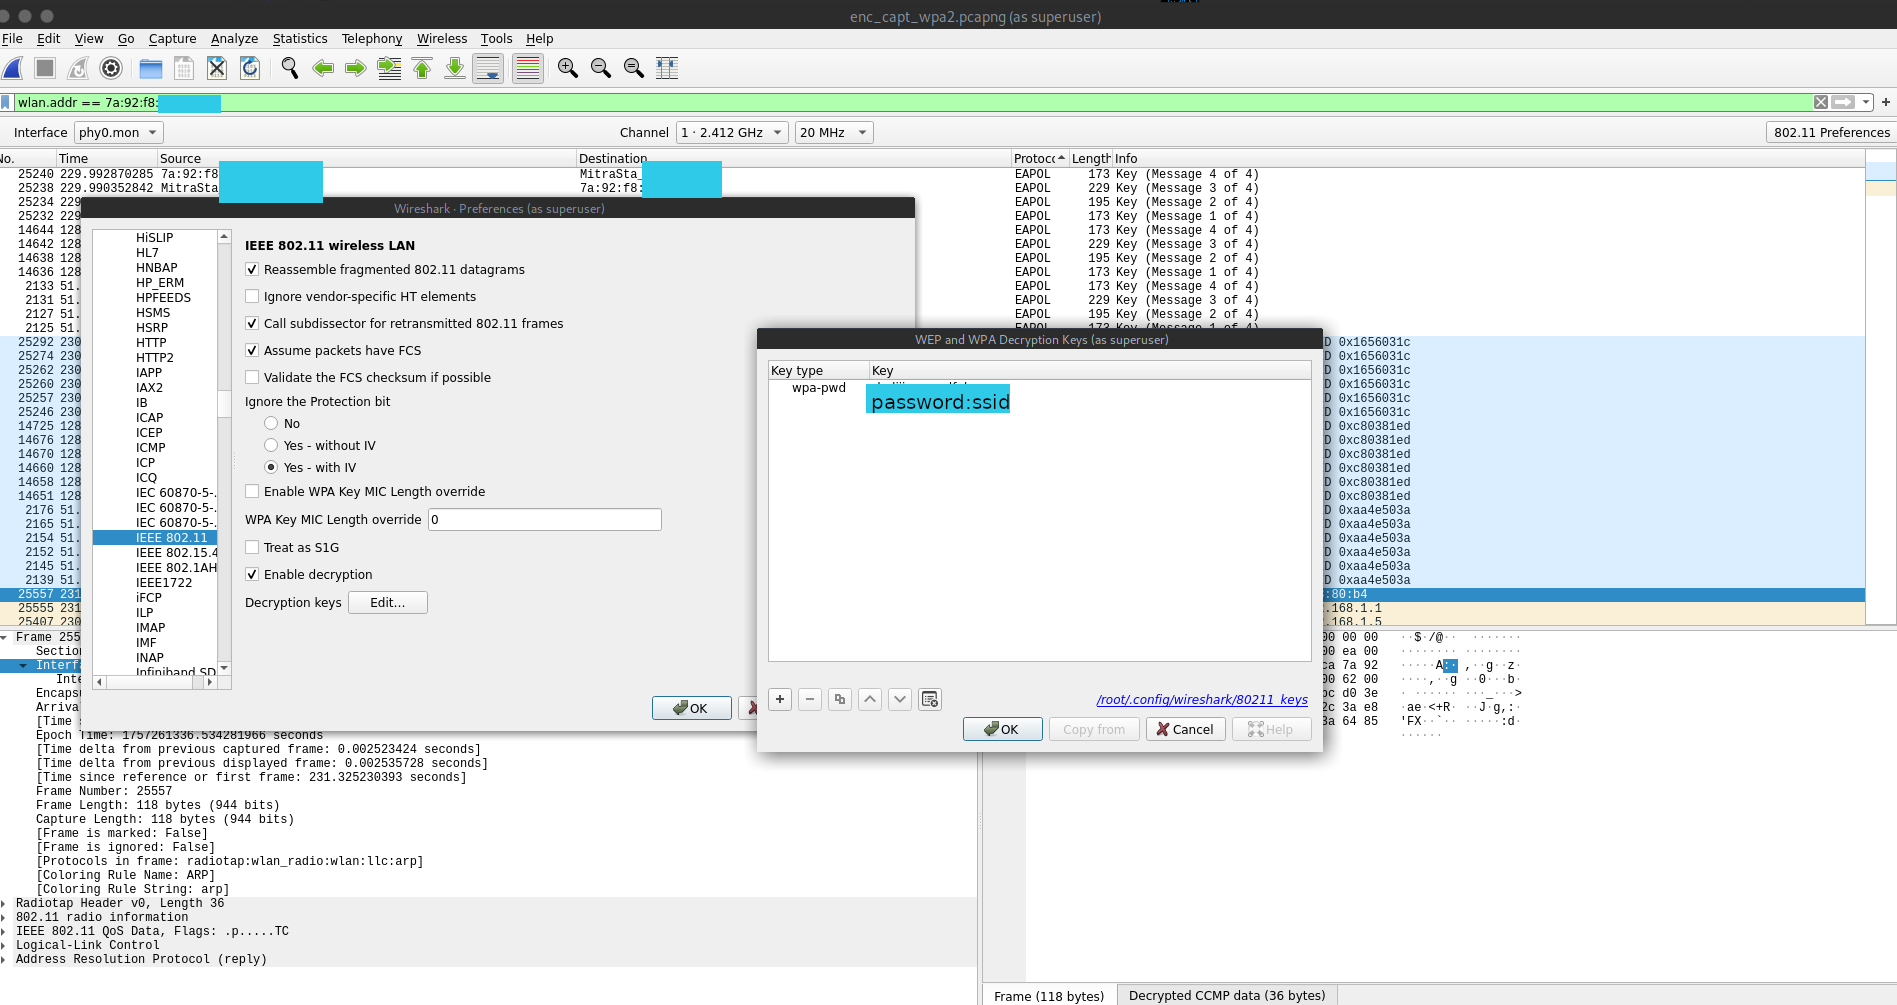 enc_capt_wpa2.pcapng (as superuser)
File Edit View Go Capture Analyze Statistics Telephony Wireless Tools Help
wlan.addr == 7a:92:f8:
Interface phy0.mon Channel 1 · 2.412 GHz 20 MHz 802.11 Preferences
No. Time Source Destination Protocc Length Info
25240 229.992870285 7a:92:f8 MitraSta_ EAPOL 173 Key (Message 4 of 4)
25238 229.990352842 MitraSta 7a:92:f8: EAPOL 229 Key (Message 3 of 4)
25234 229 EAPOL 195 Key (Message 2 of 4)
25232 229 EAPOL 173 Key (Message 1 of 4)
14644 128 EAPOL 173 Key (Message 4 of 4)
14642 128 EAPOL 229 Key (Message 3 of 4)
14638 128 EAPOL 195 Key (Message 2 of 4)
14636 128 EAPOL 173 Key (Message 1 of 4)
2133 51. EAPOL 173 Key (Message 4 of 4)
2131 51. EAPOL 229 Key (Message 3 of 4)
2127 51. EAPOL 195 Key (Message 2 of 4)
2125 51. EAPOL 173 Key (Message 1 of 4)
25292 230 D 0x1656031c
25274 230 D 0x1656031c
25262 230 D 0x1656031c
25260 230 D 0x1656031c
25257 230 D 0x1656031c
25246 230 D 0x1656031c
14725 128 D 0xc80381ed
14676 128 D 0xc80381ed
14670 128 D 0xc80381ed
14660 128 D 0xc80381ed
14658 128 D 0xc80381ed
14651 128 D 0xc80381ed
2176 51. D 0xaa4e503a
2165 51. D 0xaa4e503a
2154 51. D 0xaa4e503a
2152 51. D 0xaa4e503a
2145 51. D 0xaa4e503a
2139 51. D 0xaa4e503a
25557 231 :80:b4
25555 231 .168.1.1
25407 230 .168.1.5
Wireshark · Preferences (as superuser)
HiSLIP
HL7
HNBAP
HP_ERM
HPFEEDS
HSMS
HSRP
HTTP
HTTP2
IAPP
IAX2
IB
ICAP
ICEP
ICMP
ICP
ICQ
IEC 60870-5-.
IEC 60870-5-.
IEC 60870-5-.
IEEE 802.11
IEEE 802.15.4
IEEE 802.1AH
IEEE1722
iFCP
ILP
IMAP
IMF
INAP
Infiniband SD
IEEE 802.11 wireless LAN
Reassemble fragmented 802.11 datagrams
Ignore vendor-specific HT elements
Call subdissector for retransmitted 802.11 frames
Assume packets have FCS
Validate the FCS checksum if possible
Ignore the Protection bit
No
Yes - without IV
Yes - with IV
Enable WPA Key MIC Length override
WPA Key MIC Length override 0
Treat as S1G
Enable decryption
Decryption keys Edit...
OK
WEP and WPA Decryption Keys (as superuser)
Key type Key
wpa-pwd
password:ssid
/root/.config/wireshark/80211_keys
OK Copy from Cancel Help
Frame 255
Section
Interfa
Inte
Encaps
Arriva
[Time s
Epoch Time: 1757261336.534281966 seconds
[Time delta from previous captured frame: 0.002523424 seconds]
[Time delta from previous displayed frame: 0.002535728 seconds]
[Time since reference or first frame: 231.325230393 seconds]
Frame Number: 25557
Frame Length: 118 bytes (944 bits)
Capture Length: 118 bytes (944 bits)
[Frame is marked: False]
[Frame is ignored: False]
[Protocols in frame: radiotap:wlan_radio:wlan:llc:arp]
[Coloring Rule Name: ARP]
[Coloring Rule String: arp]
Radiotap Header v0, Length 36
802.11 radio information
IEEE 802.11 QoS Data, Flags: .p.....TC
Logical-Link Control
Address Resolution Protocol (reply)
00 00 00 ··$·/@·· ········
00 ea 00 ········ ········
ca 7a 92 ·····A:· ,··g··z·
00 62 00 ····,··g ··0···b·
bc d0 3e ········ ···_···>
2c 3a e8 ·ae·<+R· ··J·g,:·
3a 64 85 'FX··`·· ·····:d·
······
Frame (118 bytes) Decrypted CCMP data (36 bytes)